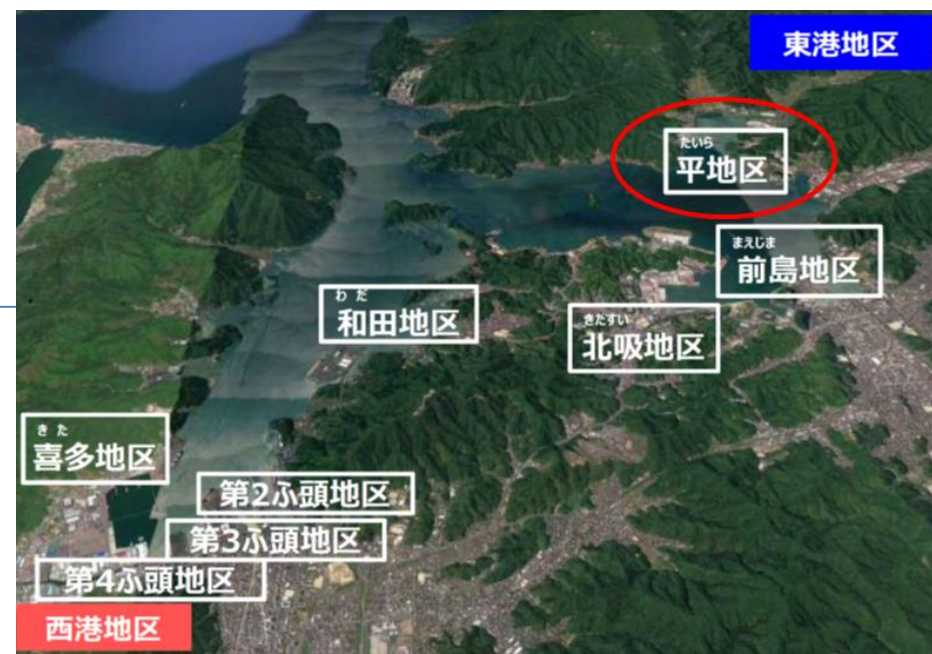 東港地区
たいら
平地区
まえじま
前島地区
わだ
和田地区
きたすい
北吸地区
きた
喜多地区
第2ふ頭地区
第3ふ頭地区
第4ふ頭地区
西港地区